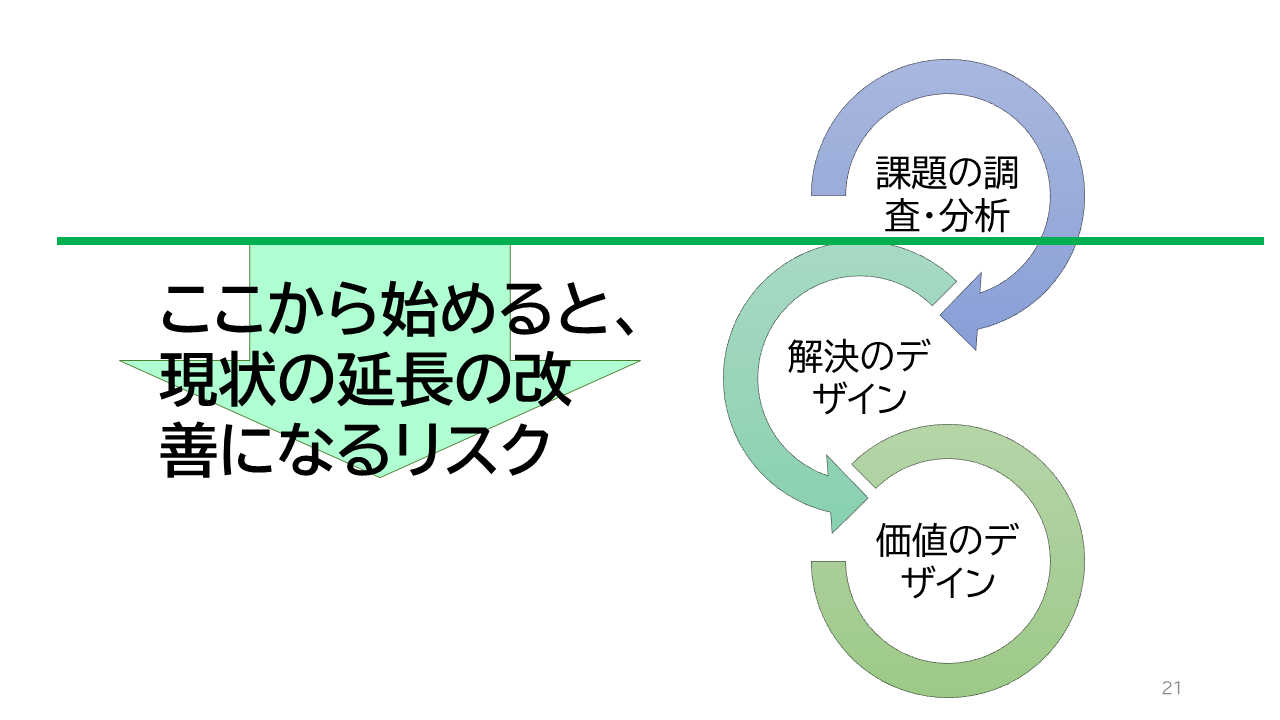 課題の調
査・分析
ここから始めると、
現状の延長の改
善になるリスク
解決のデ
ザイン
価値のデ
ザイン
21